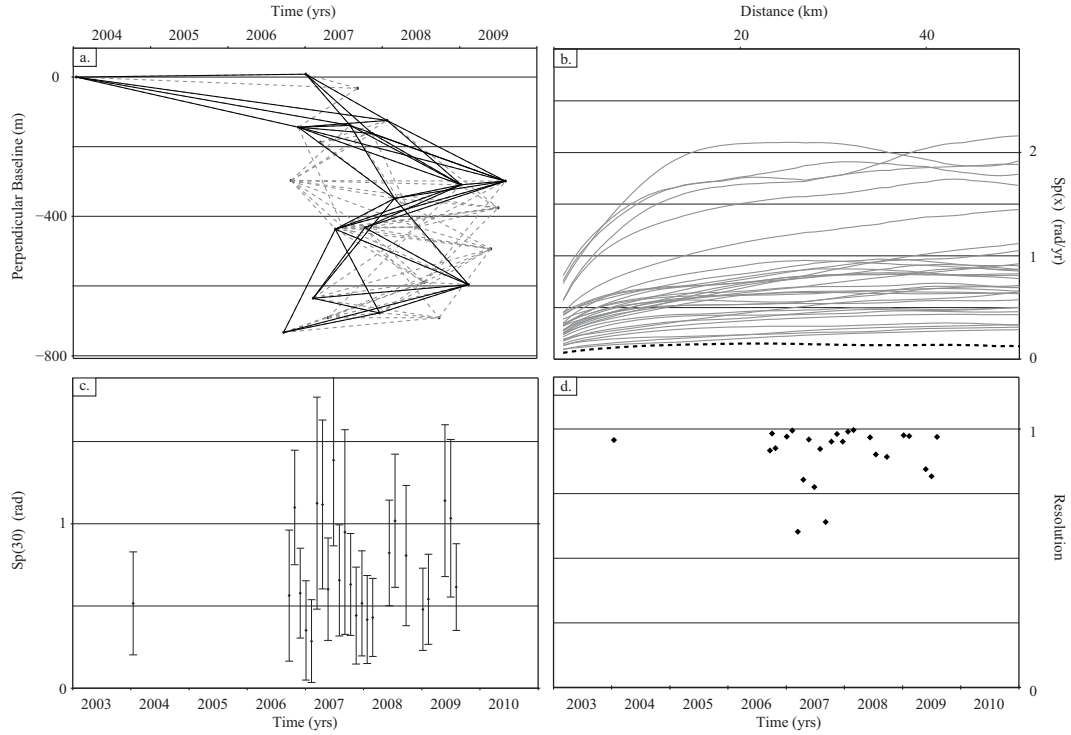 Time (yrs)
2004 2005 2006 2007 2008 2009
a.
Perpendicular Baseline (m)
0
−400
−800
Distance (km)
20 40
b.
Sp(x) (rad/yr)
2
1
0
c.
Sp(30) (rad)
1
0
2003 2004 2005 2006 2007 2008 2009 2010
Time (yrs)
d.
Resolution
1
0
2003 2004 2005 2006 2007 2008 2009 2010
Time (yrs)